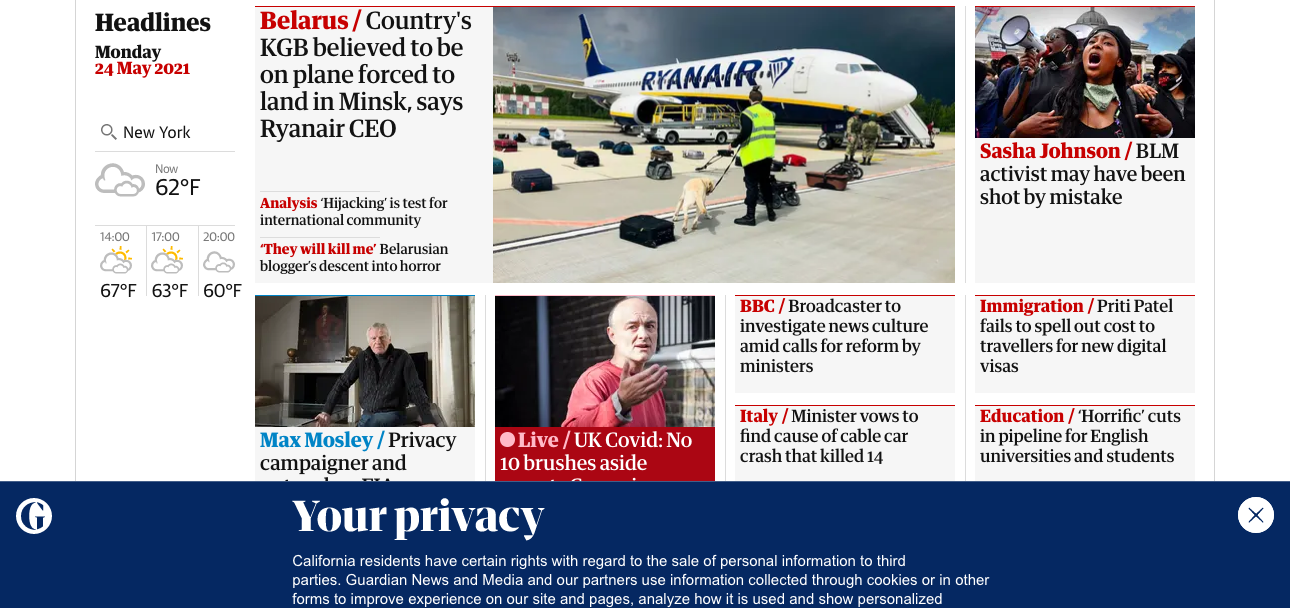 Headlines
Monday
24 May 2021
New York
Now
62°F
14:00 17:00 20:00
67°F 63°F 60°F
Belarus / Country's
KGB believed to be
on plane forced to
land in Minsk, says
Ryanair CEO
Analysis ‘Hijacking’ is test for
international community
‘They will kill me’ Belarusian
blogger’s descent into horror
RYANAIR
Sasha Johnson / BLM
activist may have been
shot by mistake
Max Mosley / Privacy
campaigner and
Live / UK Covid: No
10 brushes aside
BBC / Broadcaster to
investigate news culture
amid calls for reform by
ministers
Italy / Minister vows to
find cause of cable car
crash that killed 14
Immigration / Priti Patel
fails to spell out cost to
travellers for new digital
visas
Education / ‘Horrific’ cuts
in pipeline for English
universities and students
G
Your privacy
California residents have certain rights with regard to the sale of personal information to third
parties. Guardian News and Media and our partners use information collected through cookies or in other
forms to improve experience on our site and pages, analyze how it is used and show personalized